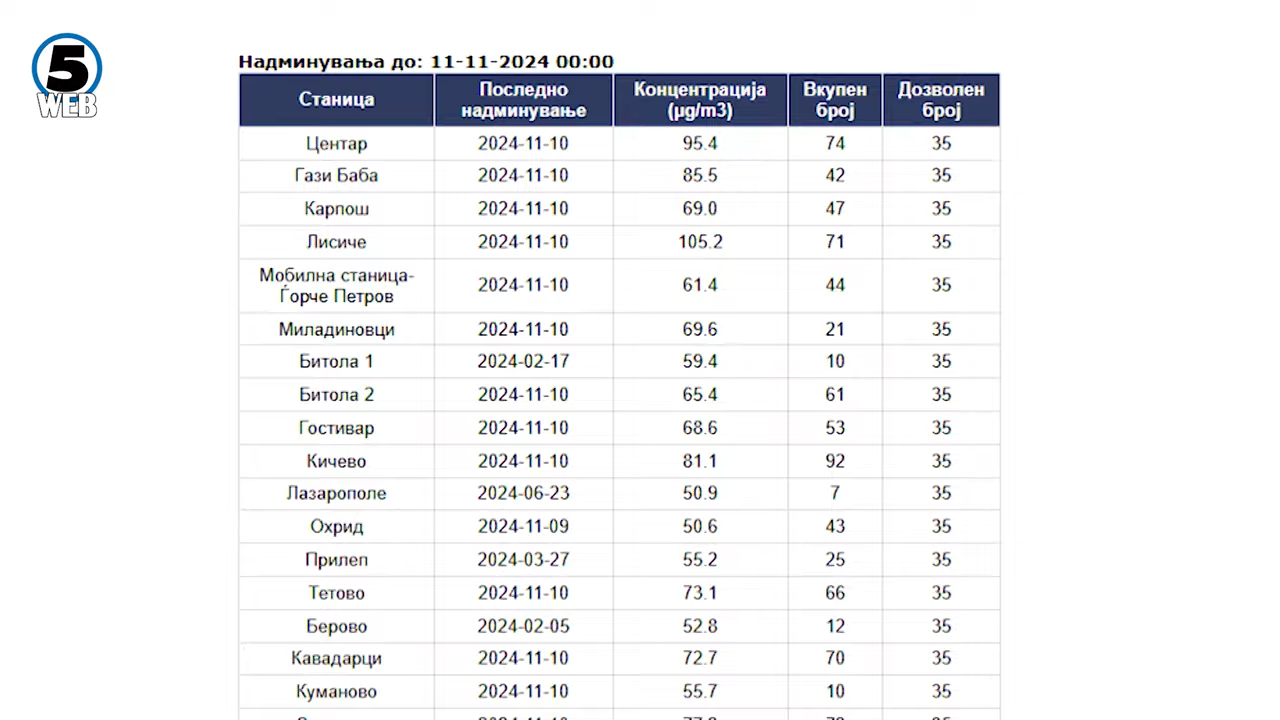 5
WEB
Надминувања до: 11-11-2024 00:00
Станица Последно надминување Концентрација (µg/m3) Вкупен број Дозволен број
Центар 2024-11-10 95.4 74 35
Гази Баба 2024-11-10 85.5 42 35
Карпош 2024-11-10 69.0 47 35
Лисиче 2024-11-10 105.2 71 35
Мобилна станица-
Ѓорче Петров 2024-11-10 61.4 44 35
Миладиновци 2024-11-10 69.6 21 35
Битола 1 2024-02-17 59.4 10 35
Битола 2 2024-11-10 65.4 61 35
Гостивар 2024-11-10 68.6 53 35
Кичево 2024-11-10 81.1 92 35
Лазарополе 2024-06-23 50.9 7 35
Охрид 2024-11-09 50.6 43 35
Прилеп 2024-03-27 55.2 25 35
Тетово 2024-11-10 73.1 66 35
Берово 2024-02-05 52.8 12 35
Кавадарци 2024-11-10 72.7 70 35
Куманово 2024-11-10 55.7 10 35